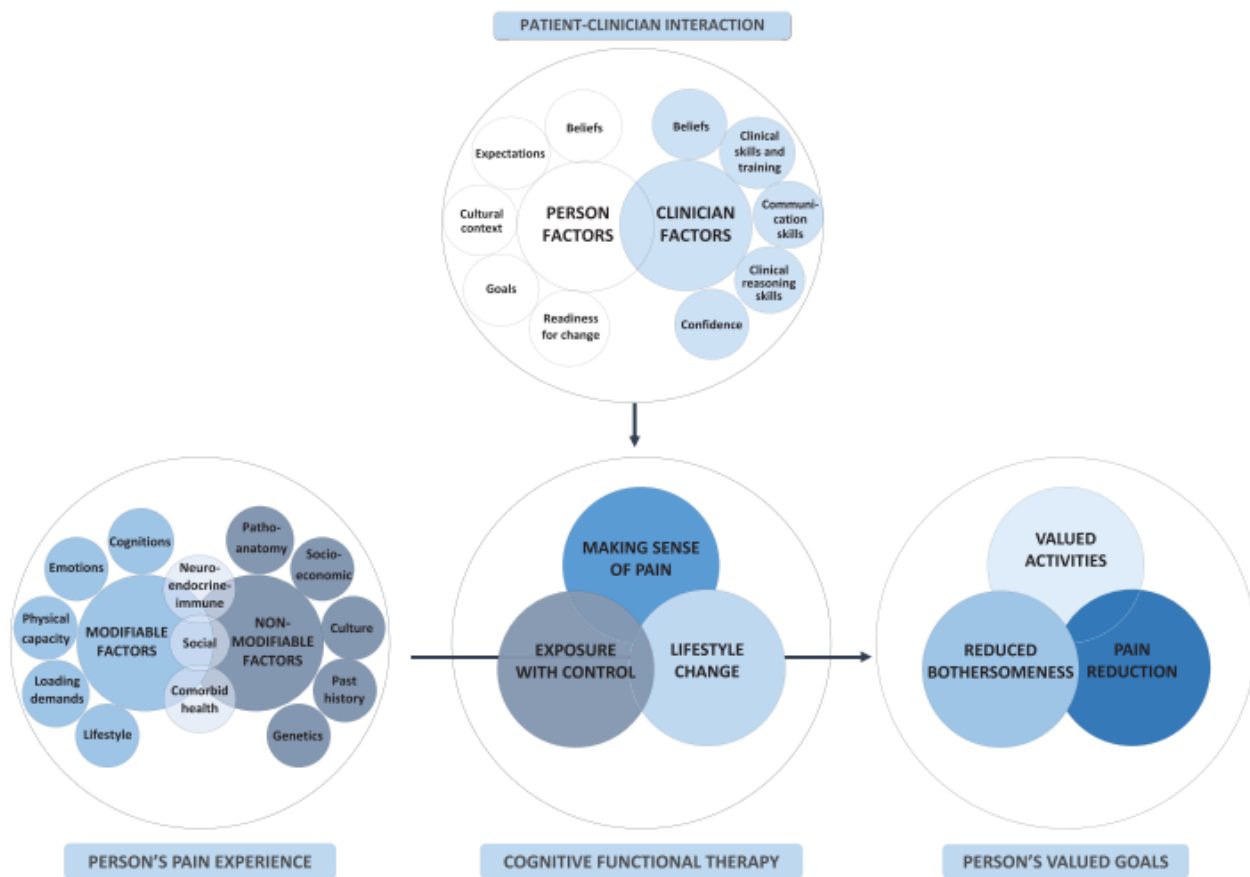 PATIENT-CLINICIAN INTERACTION
Beliefs
Expectations
Cultural
context
Goals
Readiness
for change
PERSON
FACTORS
CLINICIAN
FACTORS
Beliefs
Clinical
skills and
training
Communi-
cation
skills
Clinical
reasoning
skills
Confidence
Cognitions
Emotions
Physical
capacity
Loading
demands
Lifestyle
MODIFIABLE
FACTORS
Neuro-
endocrine-
immune
Social
Comorbid
health
NON-
MODIFIABLE
FACTORS
Patho-
anatomy
Socio-
economic
Culture
Past
history
Genetics
PERSON'S PAIN EXPERIENCE
MAKING SENSE
OF PAIN
EXPOSURE
WITH CONTROL
LIFESTYLE
CHANGE
COGNITIVE FUNCTIONAL THERAPY
VALUED
ACTIVITIES
REDUCED
BOTHERSOMENESS
PAIN
REDUCTION
PERSON'S VALUED GOALS